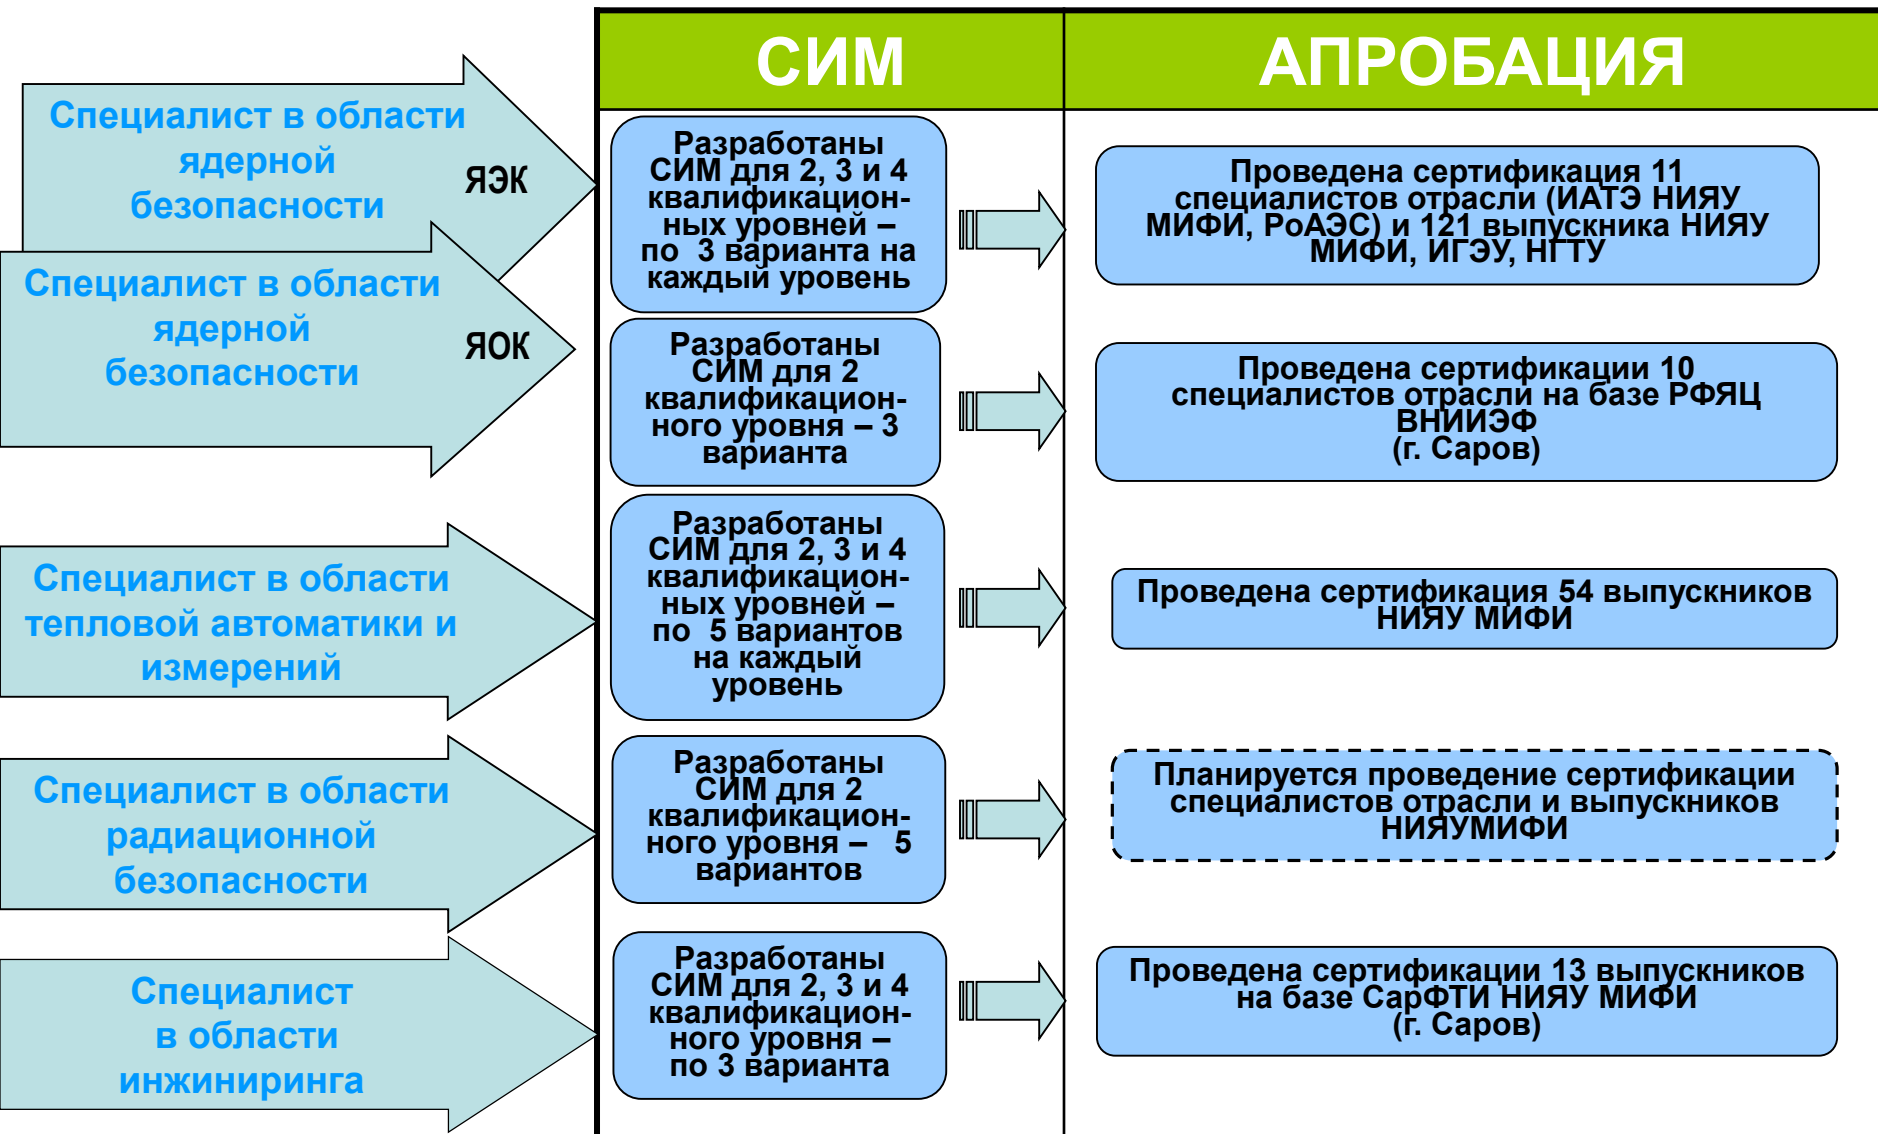 СИМ
АПРОБАЦИЯ
Специалист в области
ядерной
безопасности
ЯЭК
Разработаны
СИМ для 2, 3 и 4
квалификацион-
ных уровней –
по 3 варианта на
каждый уровень
Проведена сертификация 11
специалистов отрасли (ИАТЭ НИЯУ
МИФИ, РоАЭС) и 121 выпускника НИЯУ
МИФИ, ИГЭУ, НГТУ
Специалист в области
ядерной
безопасности
ЯОК
Разработаны
СИМ для 2
квалификацион-
ного уровня – 3
варианта
Проведена сертификации 10
специалистов отрасли на базе РФЯЦ
ВНИИЭФ
(г. Саров)
Специалист в области
тепловой автоматики и
измерений
Разработаны
СИМ для 2, 3 и 4
квалификацион-
ных уровней –
по 5 вариантов
на каждый
уровень
Проведена сертификация 54 выпускников
НИЯУ МИФИ
Специалист в области
радиационной
безопасности
Разработаны
СИМ для 2
квалификацион-
ного уровня – 5
вариантов
Планируется проведение сертификации
специалистов отрасли и выпускников
НИЯУМИФИ
Специалист
в области
инжиниринга
Разработаны
СИМ для 2, 3 и 4
квалификацион-
ного уровня –
по 3 варианта
Проведена сертификации 13 выпускников
на базе СарФТИ НИЯУ МИФИ
(г. Саров)